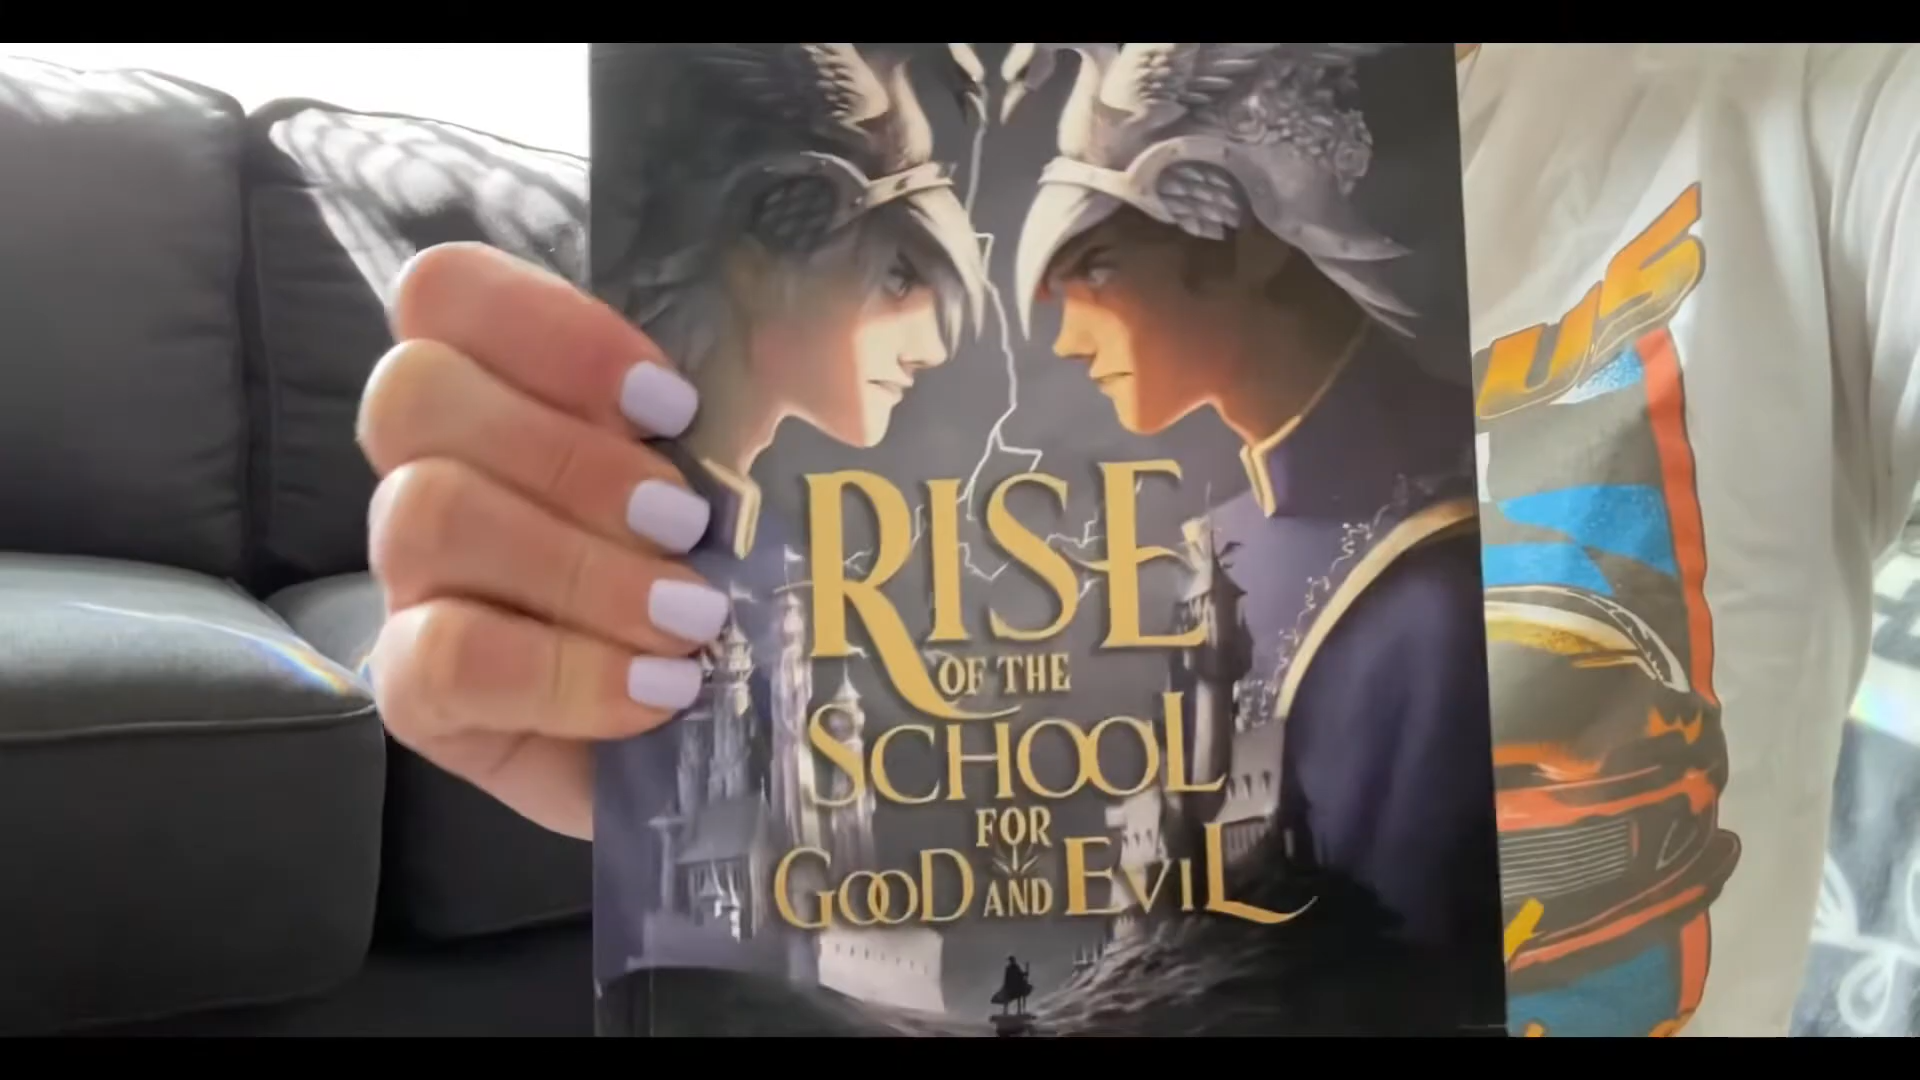 RISE
OF THE
SCHOOL
FOR
GOOD AND EVIL